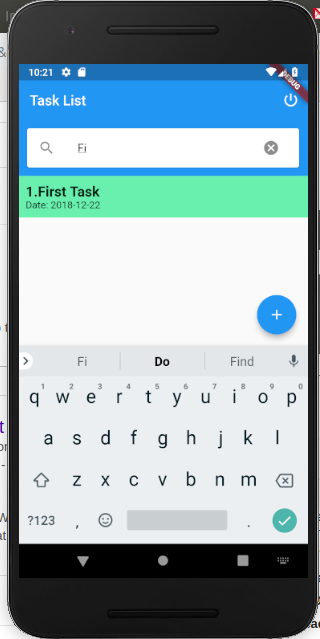 10:21
DEBUG
Task List
Fi
1.First Task
Date: 2018-12-22
+
Fi Do Find
1 2 3 4 5 6 7 8 9 0
q w e r t y u i o p
a s d f g h j k l
z x c v b n m
?123 , .